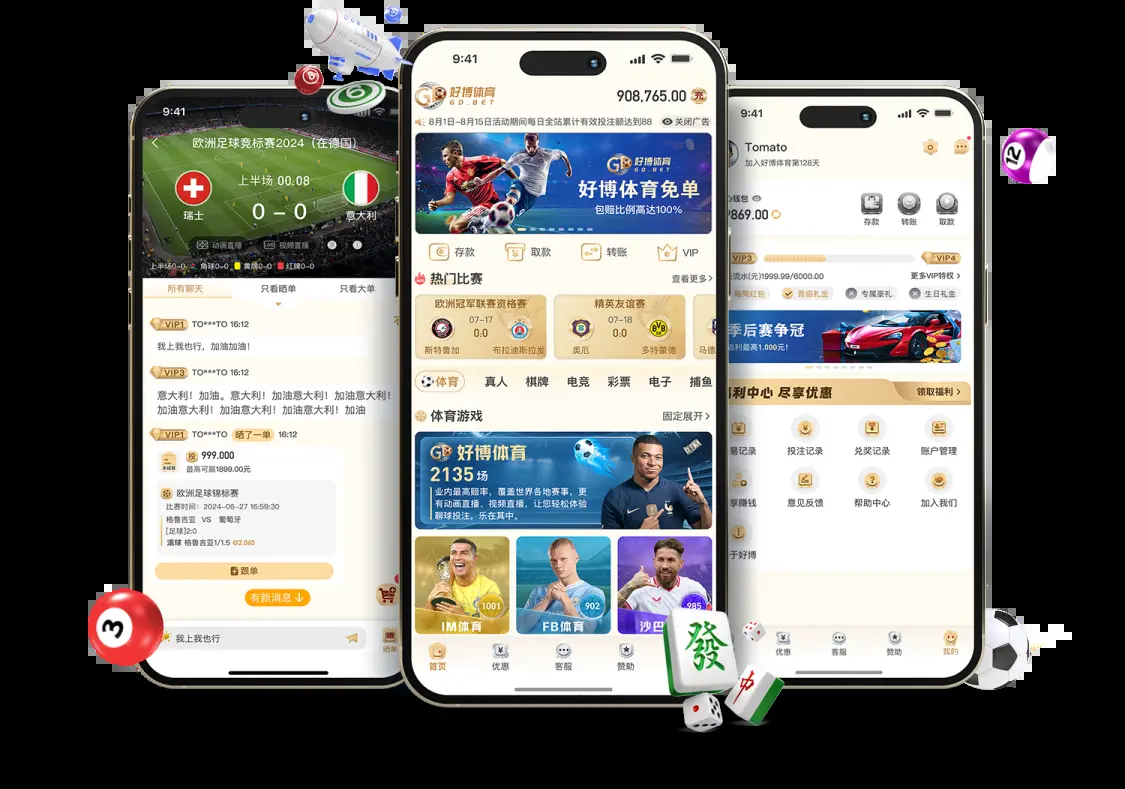 9:41
欧洲足球竞标赛2024（在德国）
上半场 00:08
0 – 0
瑞士
意大利
动画直播
视频直播
上半场0-0 角球0-0 黄牌0-0 红牌0-0
所有聊天
只看晒单
只看大单
VIP1 TO***TO 16:12
我上我也行，加油加油！
VIP3 TO***TO 16:12
意大利！加油。意大利！加油意大利！加油意大利！
加油意大利！加油意大利！加油意大利！加油
VIP1 TO***TO 晒了一单 16:12
投 999.000
最高可赢1899.00元
欧洲足球锦标赛
比赛时间：2024-06-27 16:59:30
格鲁吉亚 VS 葡萄牙
[足球]2:0
滚球 格鲁吉亚1/1.5 @2.060
跟单
有新消息
我上我也行
3
6
9:41
好博体育
GD.BET
908,765.00 充
8月1日-8月15日活动期间每日全站累计有效投注额达到88
关闭广告
好博体育
GD.BET
好博体育免单
包赔比例高达100%
存款
取款
转账
VIP
热门比赛
查看更多
欧洲冠军联赛资格赛
07-17
0:0
斯特鲁加
布拉迪斯拉发
精英友谊赛
07-18
0:0
奥厄
多特蒙德
马德
体育
真人
棋牌
电竞
彩票
电子
捕鱼
体育游戏
固定展开
好博体育
2135 场
业内最高赔率，覆盖世界各地赛事，更
有动画直播、视频直播，让您轻松体验
聊球投注，乐在其中。
1001
IM体育
902
FB体育
985
沙巴
首页
优惠
客服
赞助
發
中
9:41
Tomato
加入好博体育第128天
钱包
869.00
存款
转账
取款
VIP3
VIP4
流水(元)1999.99/6000.00
更多VIP特权
每周红包
晋级礼金
专属豪礼
生日礼金
季后赛争冠
利最高1.000元!
利中心 尽享优惠
领取福利
易记录
投注记录
兑奖记录
账户管理
享赚钱
意见反馈
帮助中心
加入我们
于好博
优惠
客服
赞助
我的
12